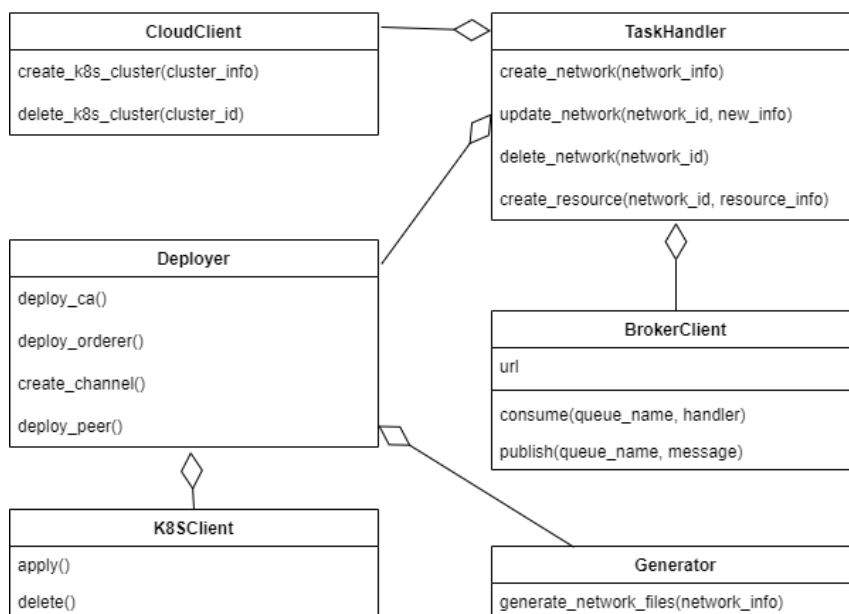 CloudClient
create_k8s_cluster(cluster_info)
delete_k8s_cluster(cluster_id)
TaskHandler
create_network(network_info)
update_network(network_id, new_info)
delete_network(network_id)
create_resource(network_id, resource_info)
Deployer
deploy_ca()
deploy_orderer()
create_channel()
deploy_peer()
BrokerClient
url
consume(queue_name, handler)
publish(queue_name, message)
K8SClient
apply()
delete()
Generator
generate_network_files(network_info)